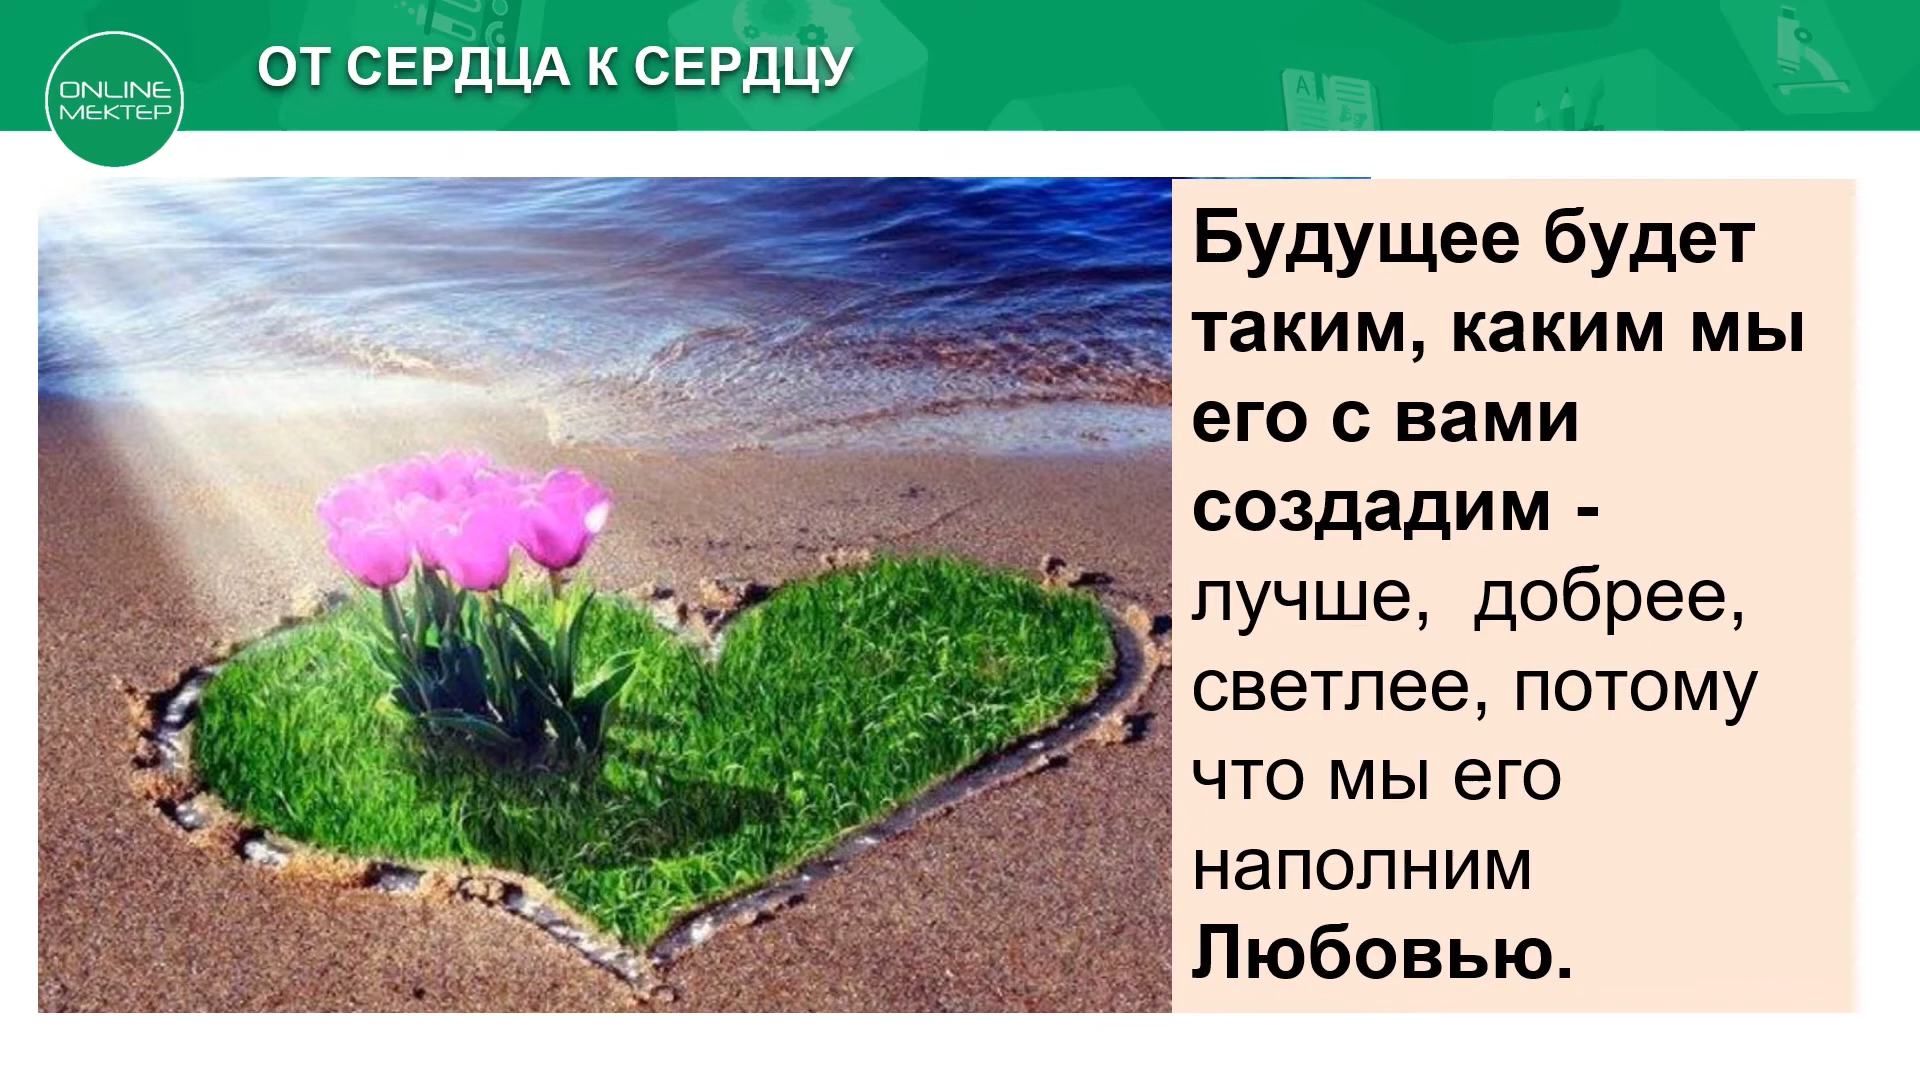 ONLINE
МЕКТЕР
ОТ СЕРДЦА К СЕРДЦУ
A
Будущее будет
таким, каким мы
его с вами
создадим -
лучше, добрее,
светлее, потому
что мы его
наполним
Любовью.